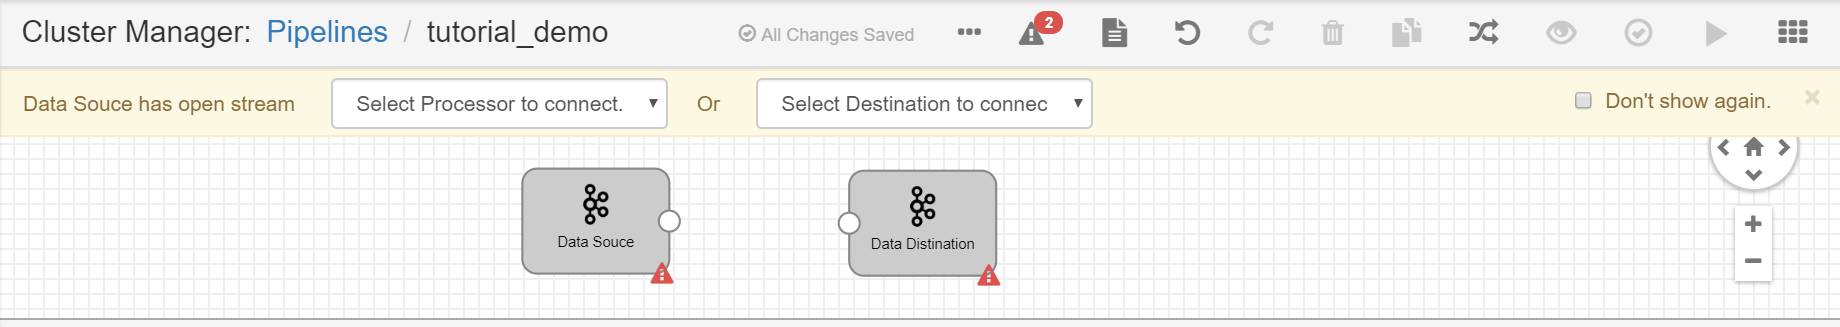 Cluster Manager: Pipelines / tutorial_demo
All Changes Saved
2
Data Souce has open stream
Select Processor to connect.
Or
Select Destination to connec
Don't show again.
Data Souce
Data Distination